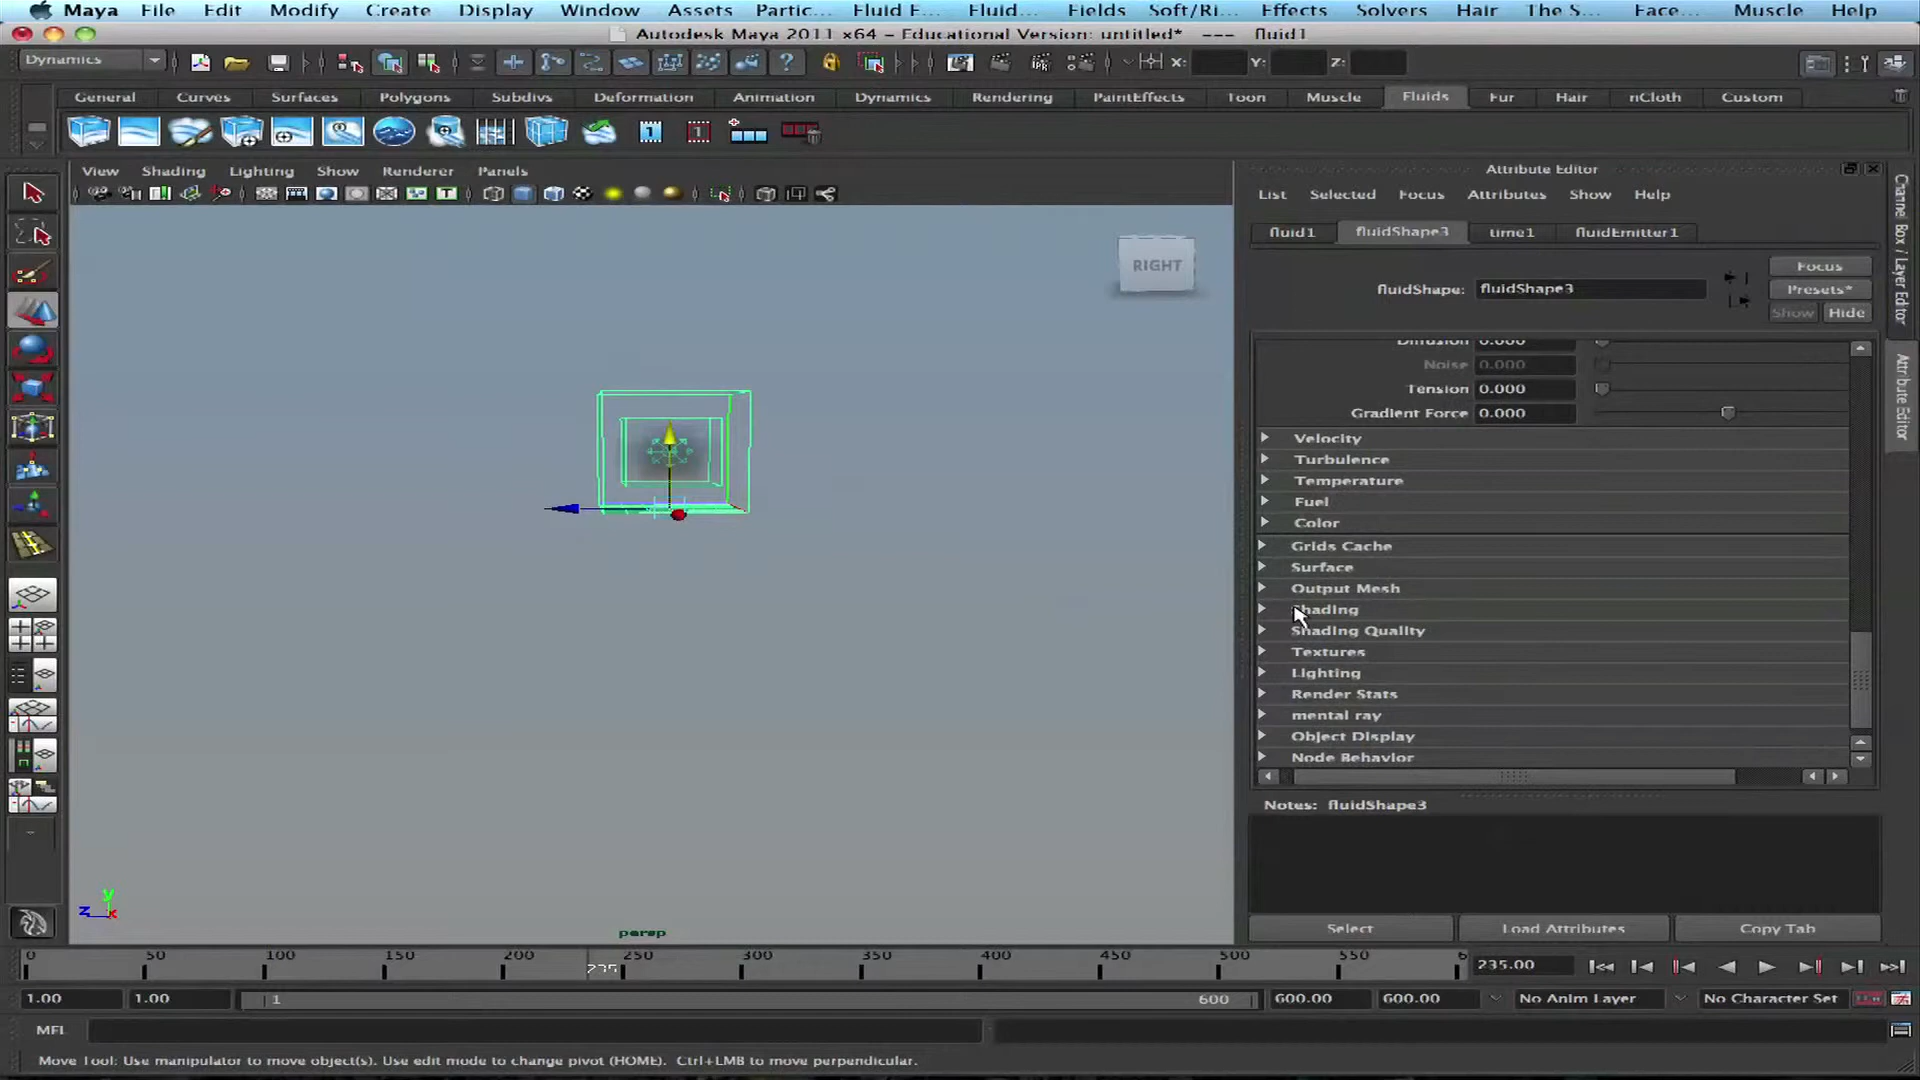 Maya File Edit Modify Create Display Window Assets Partic... Fluid E... Fluid... Fields Soft/Ri... Effects Solvers Hair The S... Face... Muscle Help
Autodesk Maya 2011 x64 – Educational Version: untitled* --- fluid1
Dynamics X: Y: Z:
General Curves Surfaces Polygons Subdivs Deformation Animation Dynamics Rendering PaintEffects Toon Muscle Fluids Fur Hair nCloth Custom
View Shading Lighting Show Renderer Panels
RIGHT
persp
Attribute Editor
List Selected Focus Attributes Show Help
fluid1 fluidShape3 time1 fluidEmitter1
Focus
fluidShape: fluidShape3
Presets*
Show Hide
Diffusion 0.000
Noise 0.000
Tension 0.000
Gradient Force 0.000
Velocity
Turbulence
Temperature
Fuel
Color
Grids Cache
Surface
Output Mesh
Shading
Shading Quality
Textures
Lighting
Render Stats
mental ray
Object Display
Node Behavior
Notes: fluidShape3
Select Load Attributes Copy Tab
Channel Box / Layer Editor
Attribute Editor
y
z x
0 50 100 150 200 235 250 300 350 400 450 500 550 6
235.00
1.00 1.00 1 600 600.00 600.00 No Anim Layer No Character Set
MEL
Move Tool: Use manipulator to move object(s). Use edit mode to change pivot (HOME). Ctrl+LMB to move perpendicular.